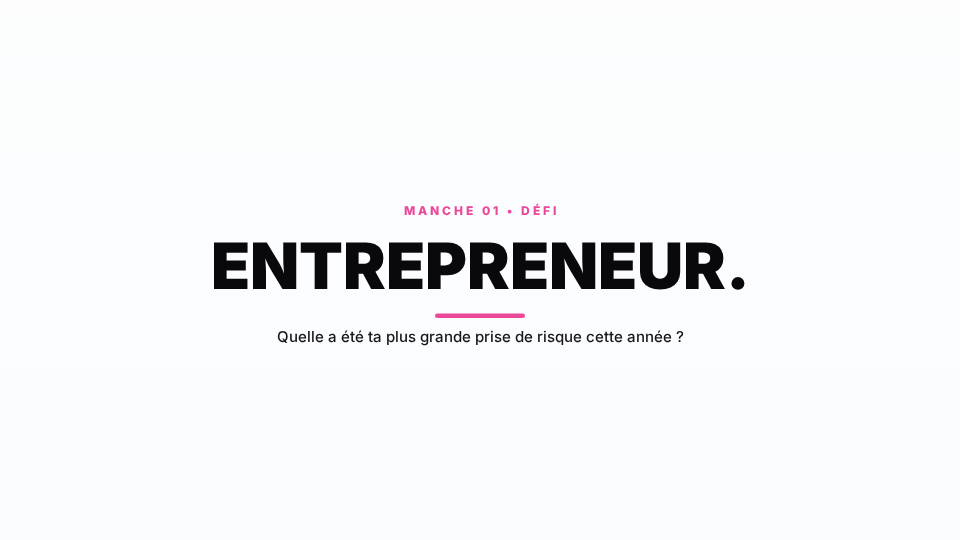 MANCHE 01 • DÉFI
ENTREPRENEUR.
Quelle a été ta plus grande prise de risque cette année ?